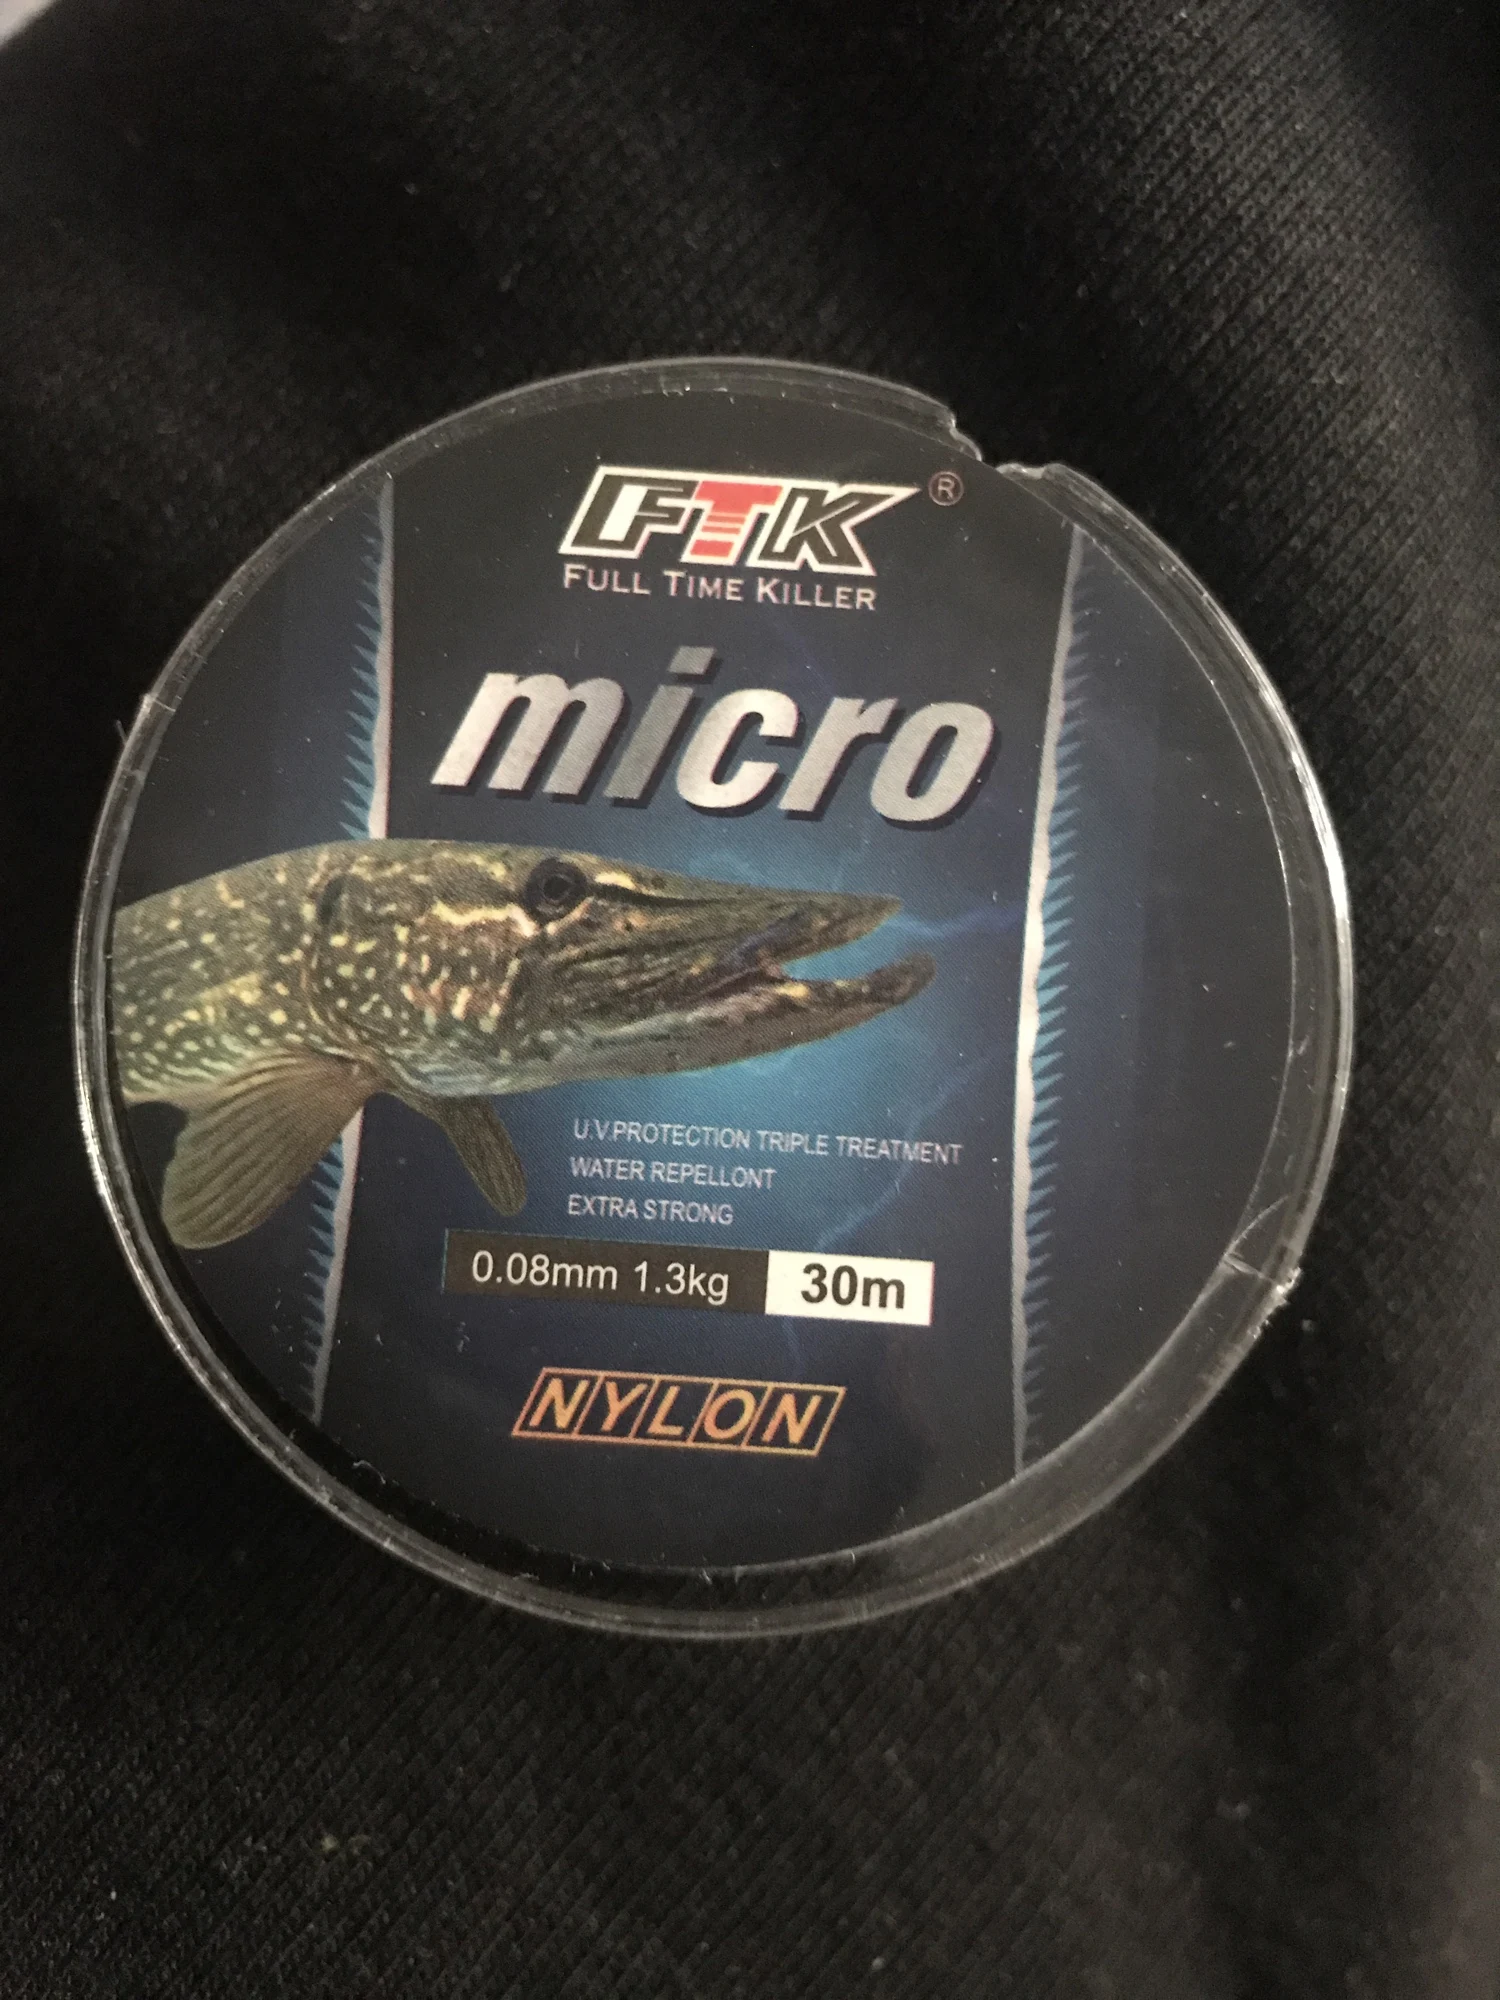 FTK®
FULL TIME KILLER
micro
U.V.PROTECTION TRIPLE TREATMENT
WATER REPELLONT
EXTRA STRONG
0.08mm 1.3kg 30m
NYLON